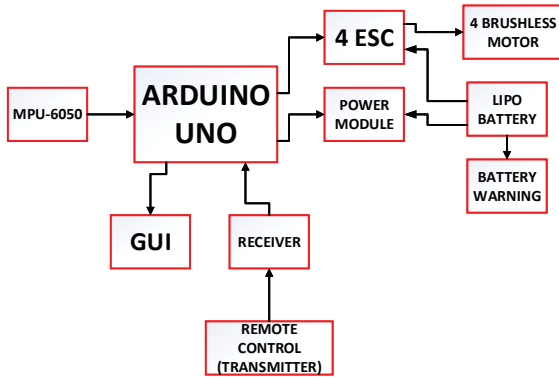 4 ESC
4 BRUSHLESS
MOTOR
ARDUINO
UNO
MPU-6050
POWER
MODULE
LIPO
BATTERY
BATTERY
WARNING
GUI
RECEIVER
REMOTE
CONTROL
(TRANSMITTER)